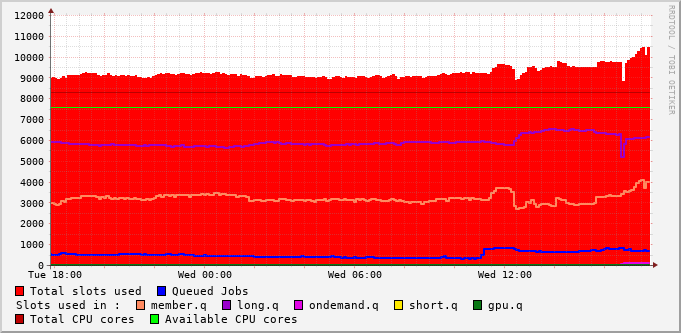 12000
11000
10000
9000
8000
7000
6000
5000
4000
3000
2000
1000
0
Tue 18:00 Wed 00:00 Wed 06:00 Wed 12:00
Total slots used Queued Jobs
Slots used in : member.q long.q ondemand.q short.q gpu.q
Total CPU cores Available CPU cores
RRDTOOL / TOBI OETIKER